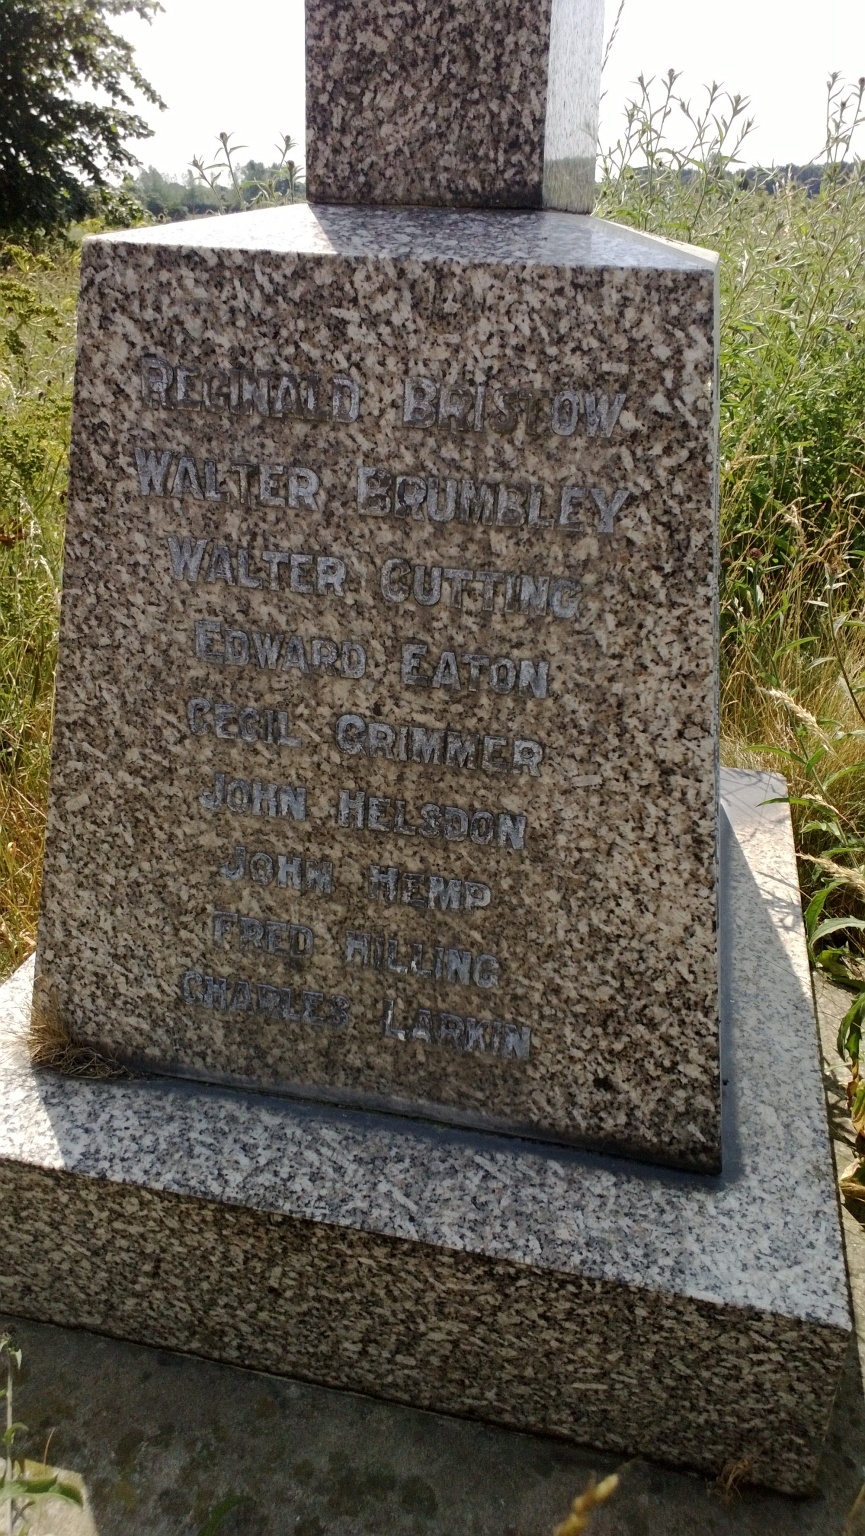 REGINALD BRISTOW
WALTER BRUMBLEY
WALTER CUTTING
EDWARD EATON
CECIL GRIMMER
JOHN HELSDON
JOHN HEMP
FRED HILLING
CHARLES LARKIN